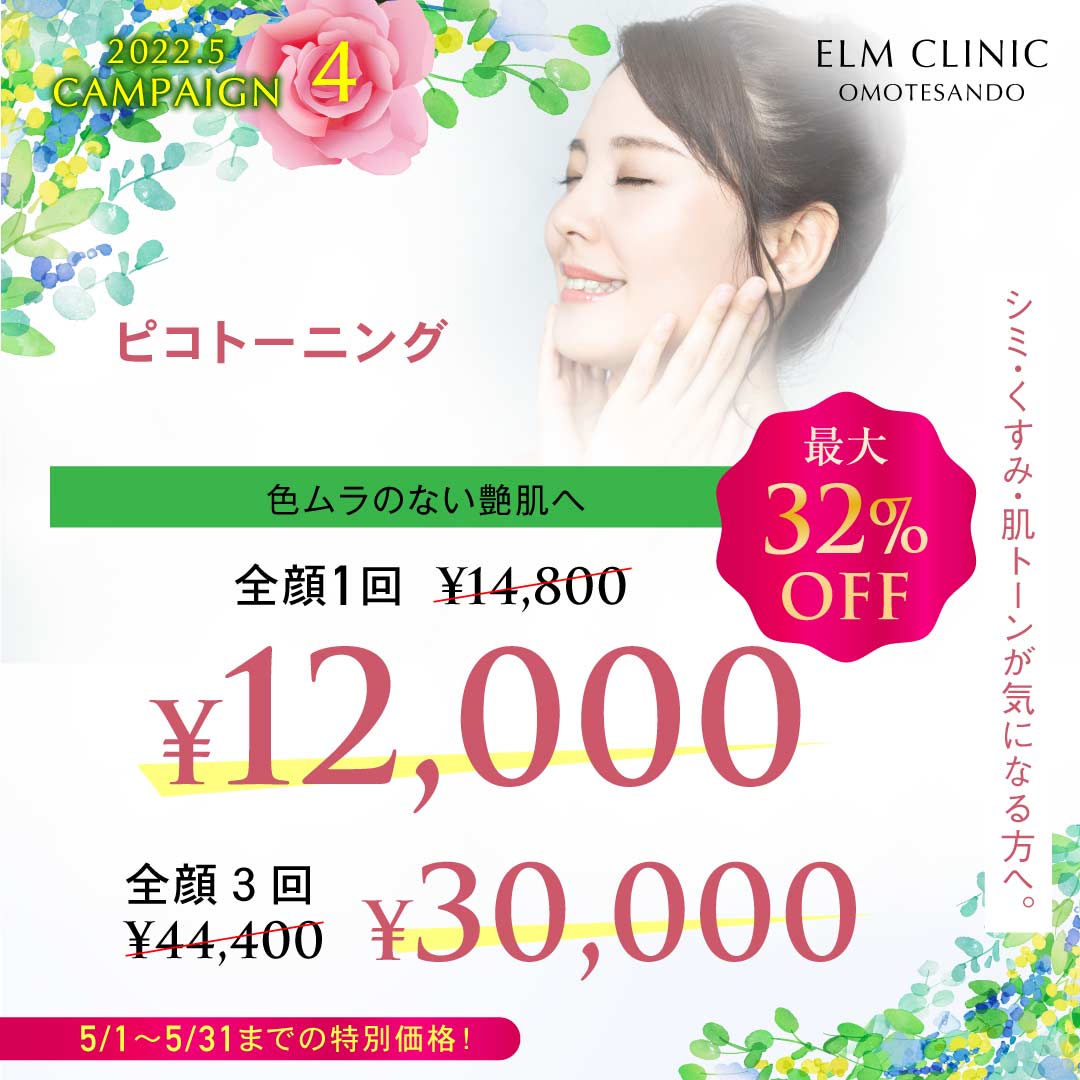 2022.5
CAMPAIGN 4
ELM CLINIC
OMOTESANDO
ピコトーニング
シミ・くすみ・肌トーンが気になる方へ。
最大
32%
OFF
色ムラのない艶肌へ
全顔1回 ¥14,800
¥12,000
全顔3回
¥44,400
¥30,000
5/1〜5/31までの特別価格!